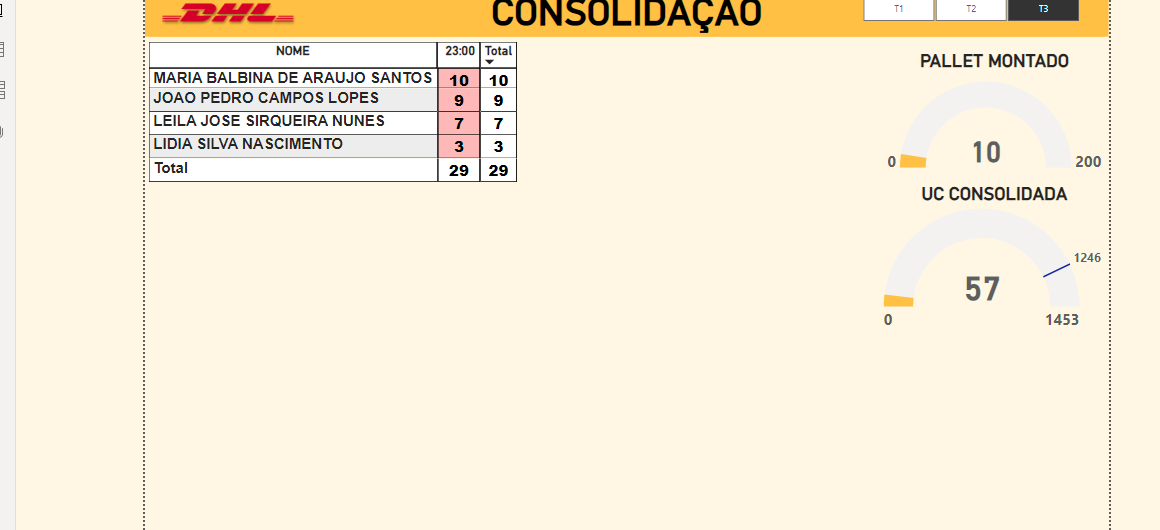 DHL
CONSOLIDAÇÃO
T1 T2 T3
NOME 23:00 Total
MARIA BALBINA DE ARAUJO SANTOS 10 10
JOAO PEDRO CAMPOS LOPES 9 9
LEILA JOSE SIRQUEIRA NUNES 7 7
LIDIA SILVA NASCIMENTO 3 3
Total 29 29
PALLET MONTADO
10
0 200
UC CONSOLIDADA
1246
57
0 1453